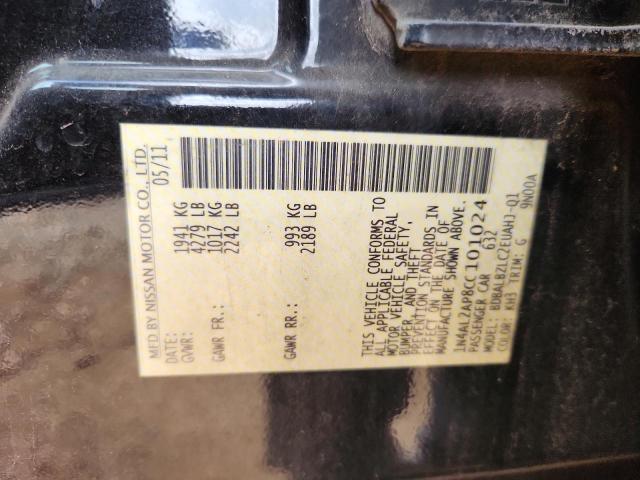 MFD BY NISSAN MOTOR CO., LTD.
05/11
GVWR: 1941 KG
4279 LB
GAWR FR: 1017 KG
2242 LB
GAWR RR: 993 KG
2189 LB
THIS VEHICLE CONFORMS TO
ALL APPLICABLE FEDERAL
MOTOR VEHICLE SAFETY,
BUMPER, AND THEFT
PREVENTION STANDARDS IN
EFFECT ON THE DATE OF
MANUFACTURE SHOWN ABOVE.
1N4AL2AP8CC101024
PASSENGER CAR 632
MODEL: BDBALBZLCZEUAHJ-Q1
COLOR: KH3 TRIM: G 9N00A